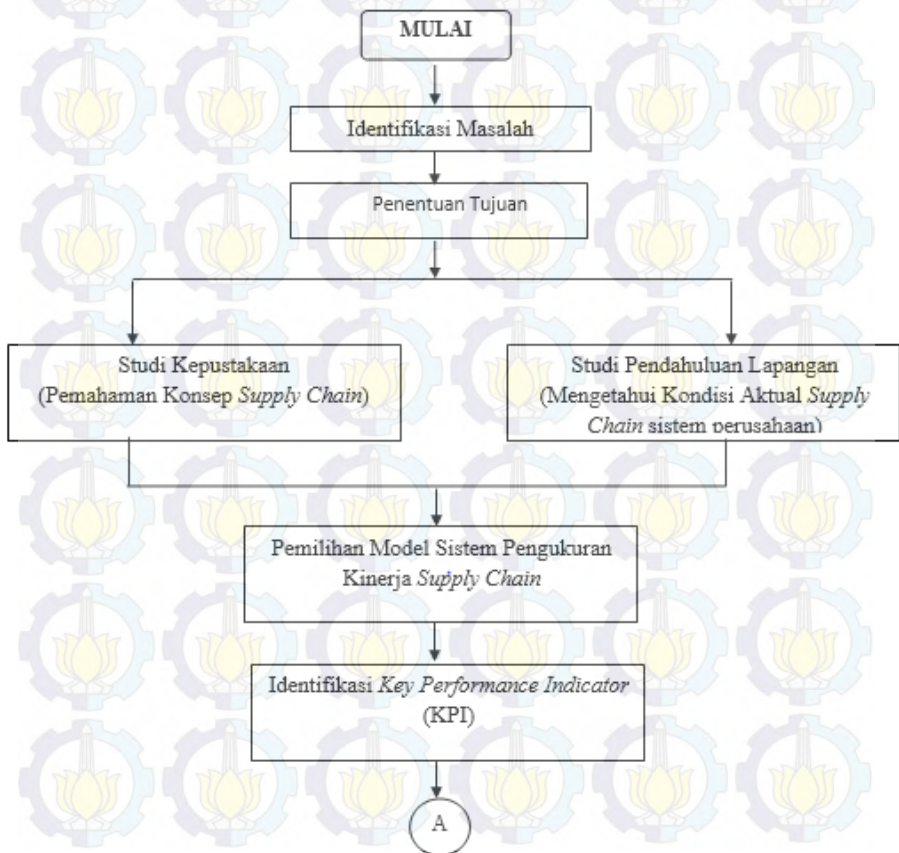 MULAI
Identifikasi Masalah
Penentuan Tujuan
Studi Kepustakaan
(Pemahaman Konsep Supply Chain)
Studi Pendahuluan Lapangan
(Mengetahui Kondisi Aktual Supply
Chain sistem perusahaan)
Pemilihan Model Sistem Pengukuran
Kinerja Supply Chain
Identifikasi Key Performance Indicator
(KPI)
A